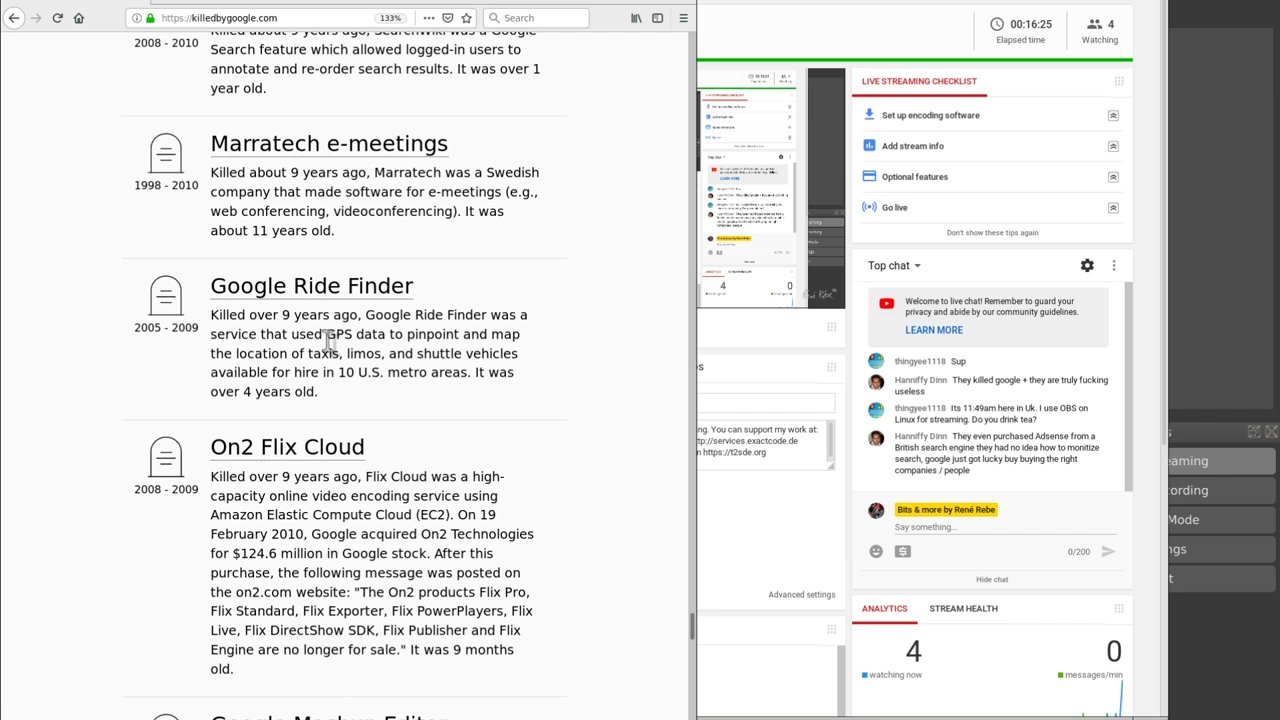 https://killedbygoogle.com
133%
Search
2008 - 2010
Killed about 9 years ago, SearchWiki was a Google
Search feature which allowed logged-in users to
annotate and re-order search results. It was over 1
year old.
Marratech e-meetings
1998 - 2010
Killed about 9 years ago, Marratech was a Swedish
company that made software for e-meetings (e.g.,
web conferencing, videoconferencing). It was
about 11 years old.
Google Ride Finder
2005 - 2009
Killed over 9 years ago, Google Ride Finder was a
service that used GPS data to pinpoint and map
the location of taxis, limos, and shuttle vehicles
available for hire in 10 U.S. metro areas. It was
over 4 years old.
On2 Flix Cloud
2008 - 2009
Killed over 9 years ago, Flix Cloud was a high-
capacity online video encoding service using
Amazon Elastic Compute Cloud (EC2). On 19
February 2010, Google acquired On2 Technologies
for $124.6 million in Google stock. After this
purchase, the following message was posted on
the on2.com website: "The On2 products Flix Pro,
Flix Standard, Flix Exporter, Flix PowerPlayers, Flix
Live, Flix DirectShow SDK, Flix Publisher and Flix
Engine are no longer for sale." It was 9 months
old.
Google Mashup Editor
00:16:25
Elapsed time
4
Watching
LIVE STREAMING CHECKLIST
Set up encoding software
Add stream info
Optional features
Go live
Don't show these tips again
Top chat
Welcome to live chat! Remember to guard your
privacy and abide by our community guidelines.
LEARN MORE
thingyee1118 Sup
Hanniffy Dinn They killed google + they are truly fucking
useless
thingyee1118 Its 11:49am here in Uk. I use OBS on
Linux for streaming. Do you drink tea?
Hanniffy Dinn They even purchased Adsense from a
British search engine they had no idea how to monitize
search, google just got lucky buy buying the right
companies / people
Bits & more by René Rebe
Say something...
0/200
Hide chat
ANALYTICS
STREAM HEALTH
4
watching now
0
messages/min
ing. You can support my work at:
ttp://services.exactcode.de
n https://t2sde.org
Advanced settings
eaming
ording
Mode
ngs
t